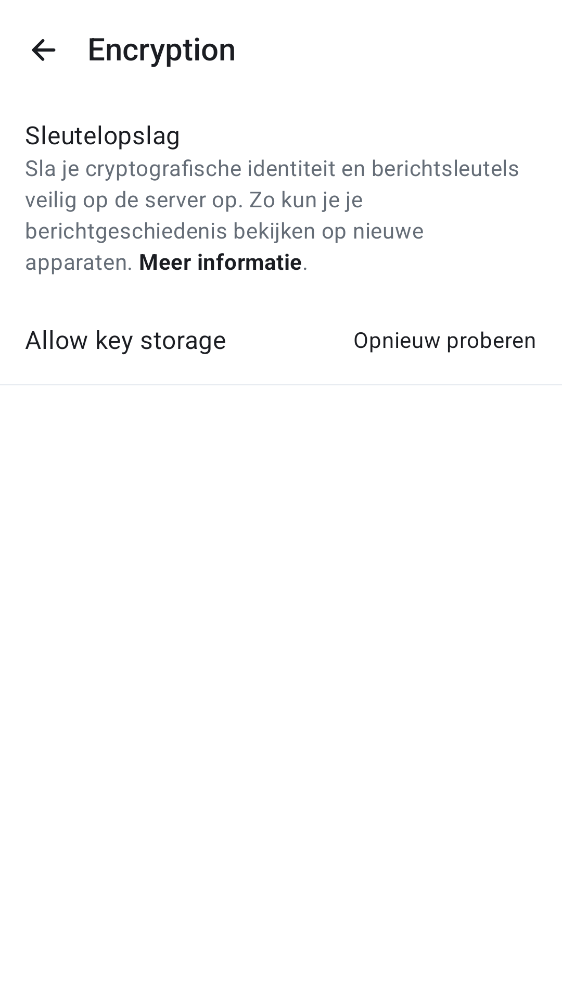 Encryption
Sleutelopslag
Sla je cryptografische identiteit en berichtsleutels
veilig op de server op. Zo kun je je
berichtgeschiedenis bekijken op nieuwe
apparaten. Meer informatie.
Allow key storage Opnieuw proberen